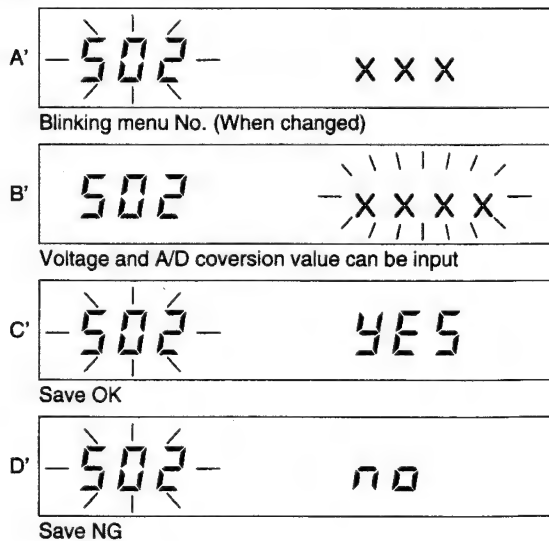 A' 502 x x x
Blinking menu No. (When changed)
B' 502 x x x x
Voltage and A/D coversion value can be input
C' 502 YES
Save OK
D' 502 no
Save NG